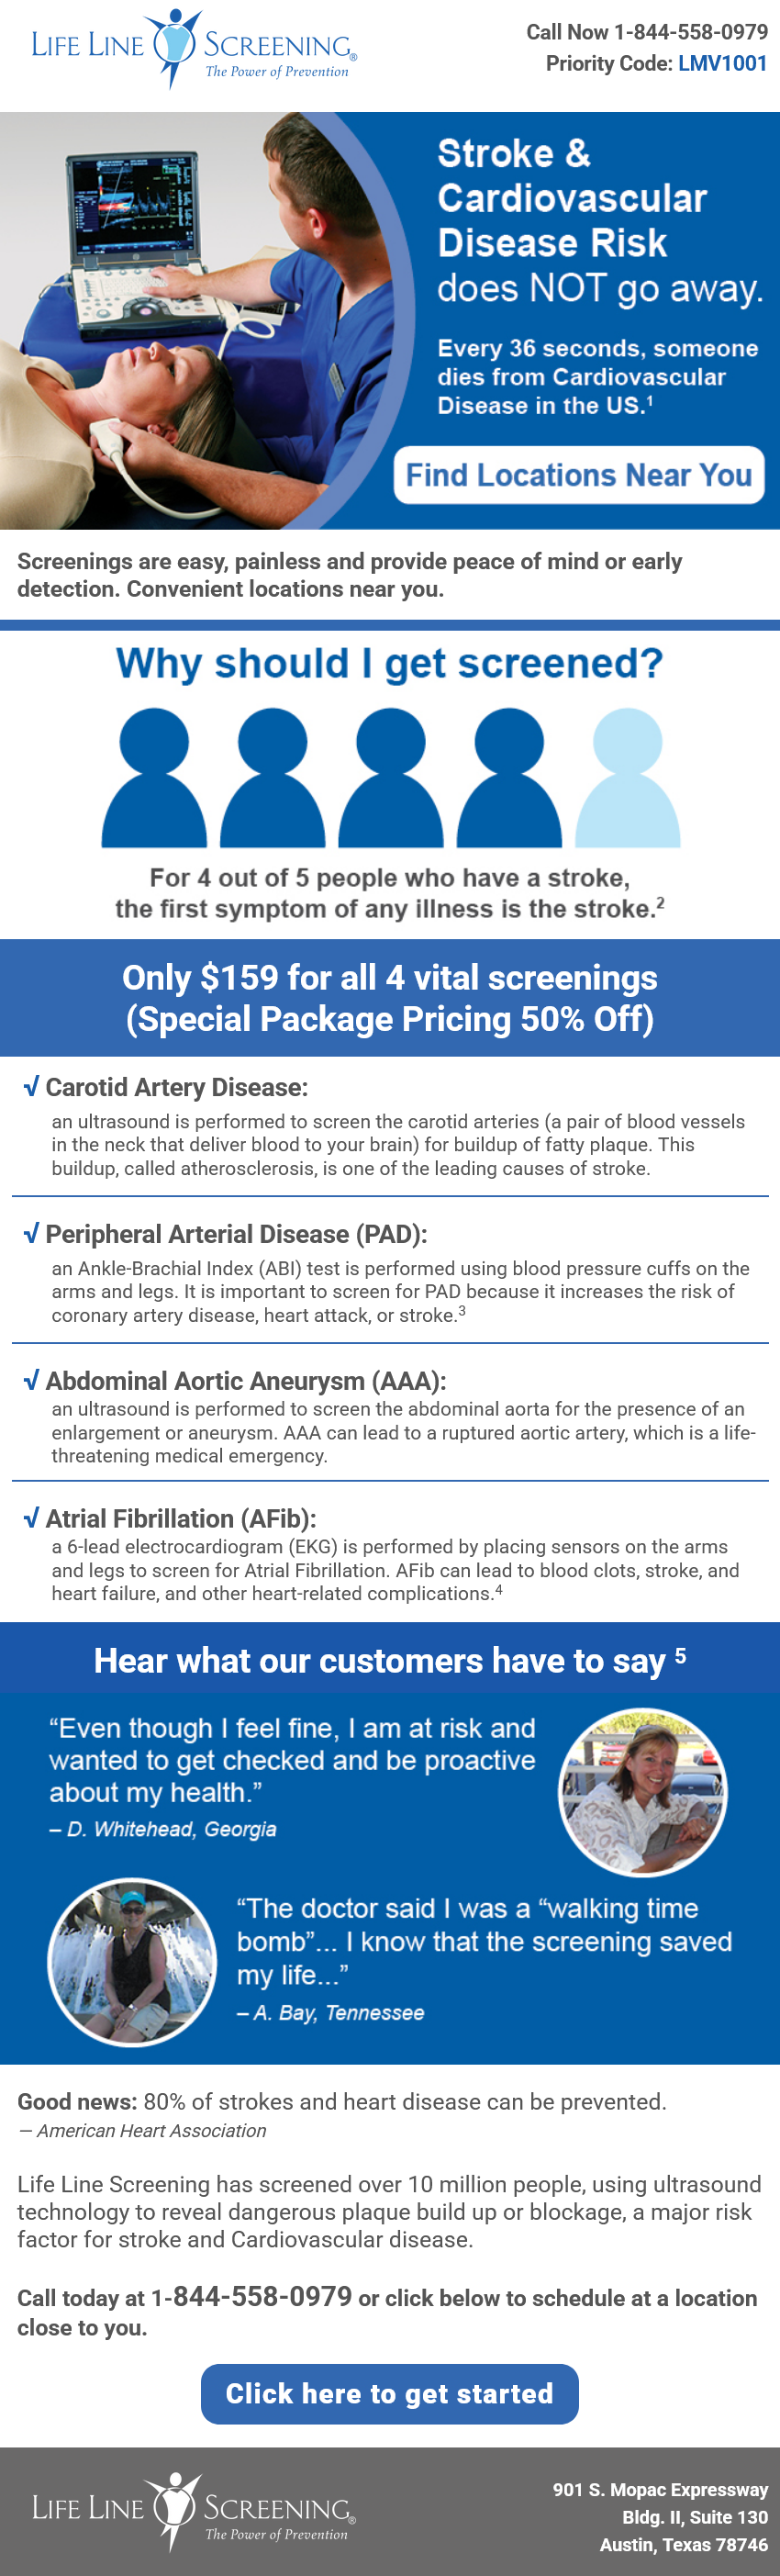 LIFE LINE SCREENING®
The Power of Prevention
Call Now 1-844-558-0979
Priority Code: LMV1001
Stroke &
Cardiovascular
Disease Risk
does NOT go away.
Every 36 seconds, someone
dies from Cardiovascular
Disease in the US.¹
Find Locations Near You
Screenings are easy, painless and provide peace of mind or early
detection. Convenient locations near you.
Why should I get screened?
For 4 out of 5 people who have a stroke,
the first symptom of any illness is the stroke.²
Only $159 for all 4 vital screenings
(Special Package Pricing 50% Off)
√ Carotid Artery Disease:
an ultrasound is performed to screen the carotid arteries (a pair of blood vessels
in the neck that deliver blood to your brain) for buildup of fatty plaque. This
buildup, called atherosclerosis, is one of the leading causes of stroke.
√ Peripheral Arterial Disease (PAD):
an Ankle-Brachial Index (ABI) test is performed using blood pressure cuffs on the
arms and legs. It is important to screen for PAD because it increases the risk of
coronary artery disease, heart attack, or stroke.³
√ Abdominal Aortic Aneurysm (AAA):
an ultrasound is performed to screen the abdominal aorta for the presence of an
enlargement or aneurysm. AAA can lead to a ruptured aortic artery, which is a life-
threatening medical emergency.
√ Atrial Fibrillation (AFib):
a 6-lead electrocardiogram (EKG) is performed by placing sensors on the arms
and legs to screen for Atrial Fibrillation. AFib can lead to blood clots, stroke, and
heart failure, and other heart-related complications.⁴
Hear what our customers have to say ⁵
“Even though I feel fine, I am at risk and
wanted to get checked and be proactive
about my health.”
– D. Whitehead, Georgia
“The doctor said I was a “walking time
bomb”... I know that the screening saved
my life...”
– A. Bay, Tennessee
Good news: 80% of strokes and heart disease can be prevented.
— American Heart Association
Life Line Screening has screened over 10 million people, using ultrasound
technology to reveal dangerous plaque build up or blockage, a major risk
factor for stroke and Cardiovascular disease.
Call today at 1-844-558-0979 or click below to schedule at a location
close to you.
Click here to get started
LIFE LINE SCREENING®
The Power of Prevention
901 S. Mopac Expressway
Bldg. II, Suite 130
Austin, Texas 78746